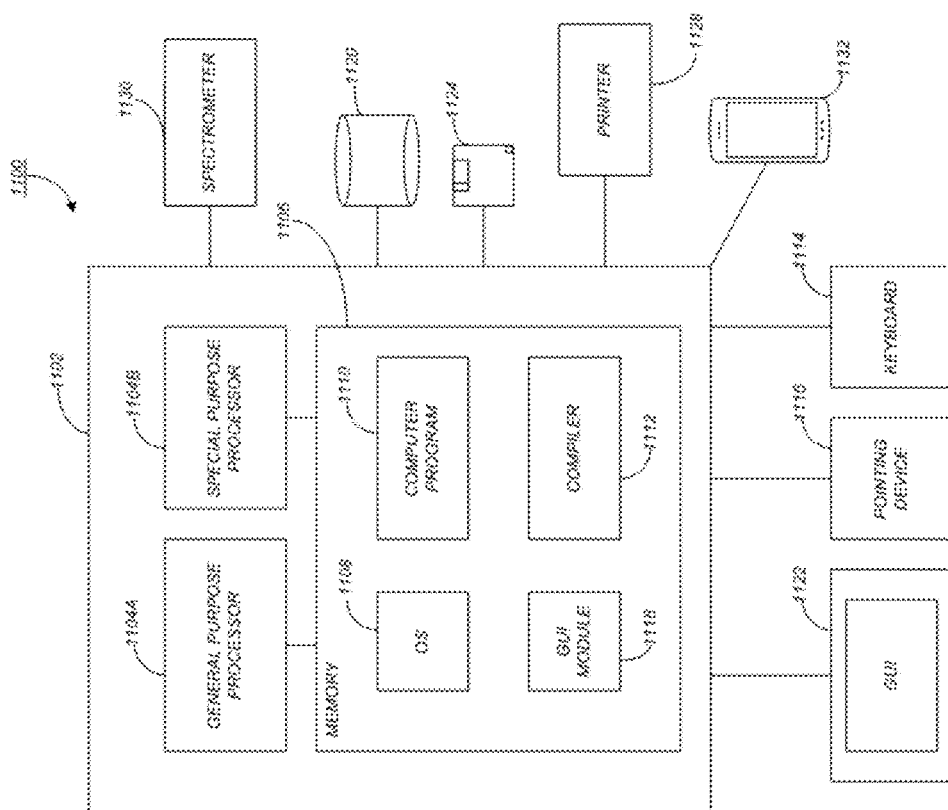 1100
1102
1104A
1104B
1130
GENERAL PURPOSE
PROCESSOR
SPECIAL PURPOSE
PROCESSOR
SPECTROMETER
1106
MEMORY
1108
1110
1120
OS
COMPUTER
PROGRAM
1124
GUI
MODULE
COMPILER
1118
1112
PRINTER
1128
1122
1116
1114
1132
GUI
POINTING
DEVICE
KEYBOARD